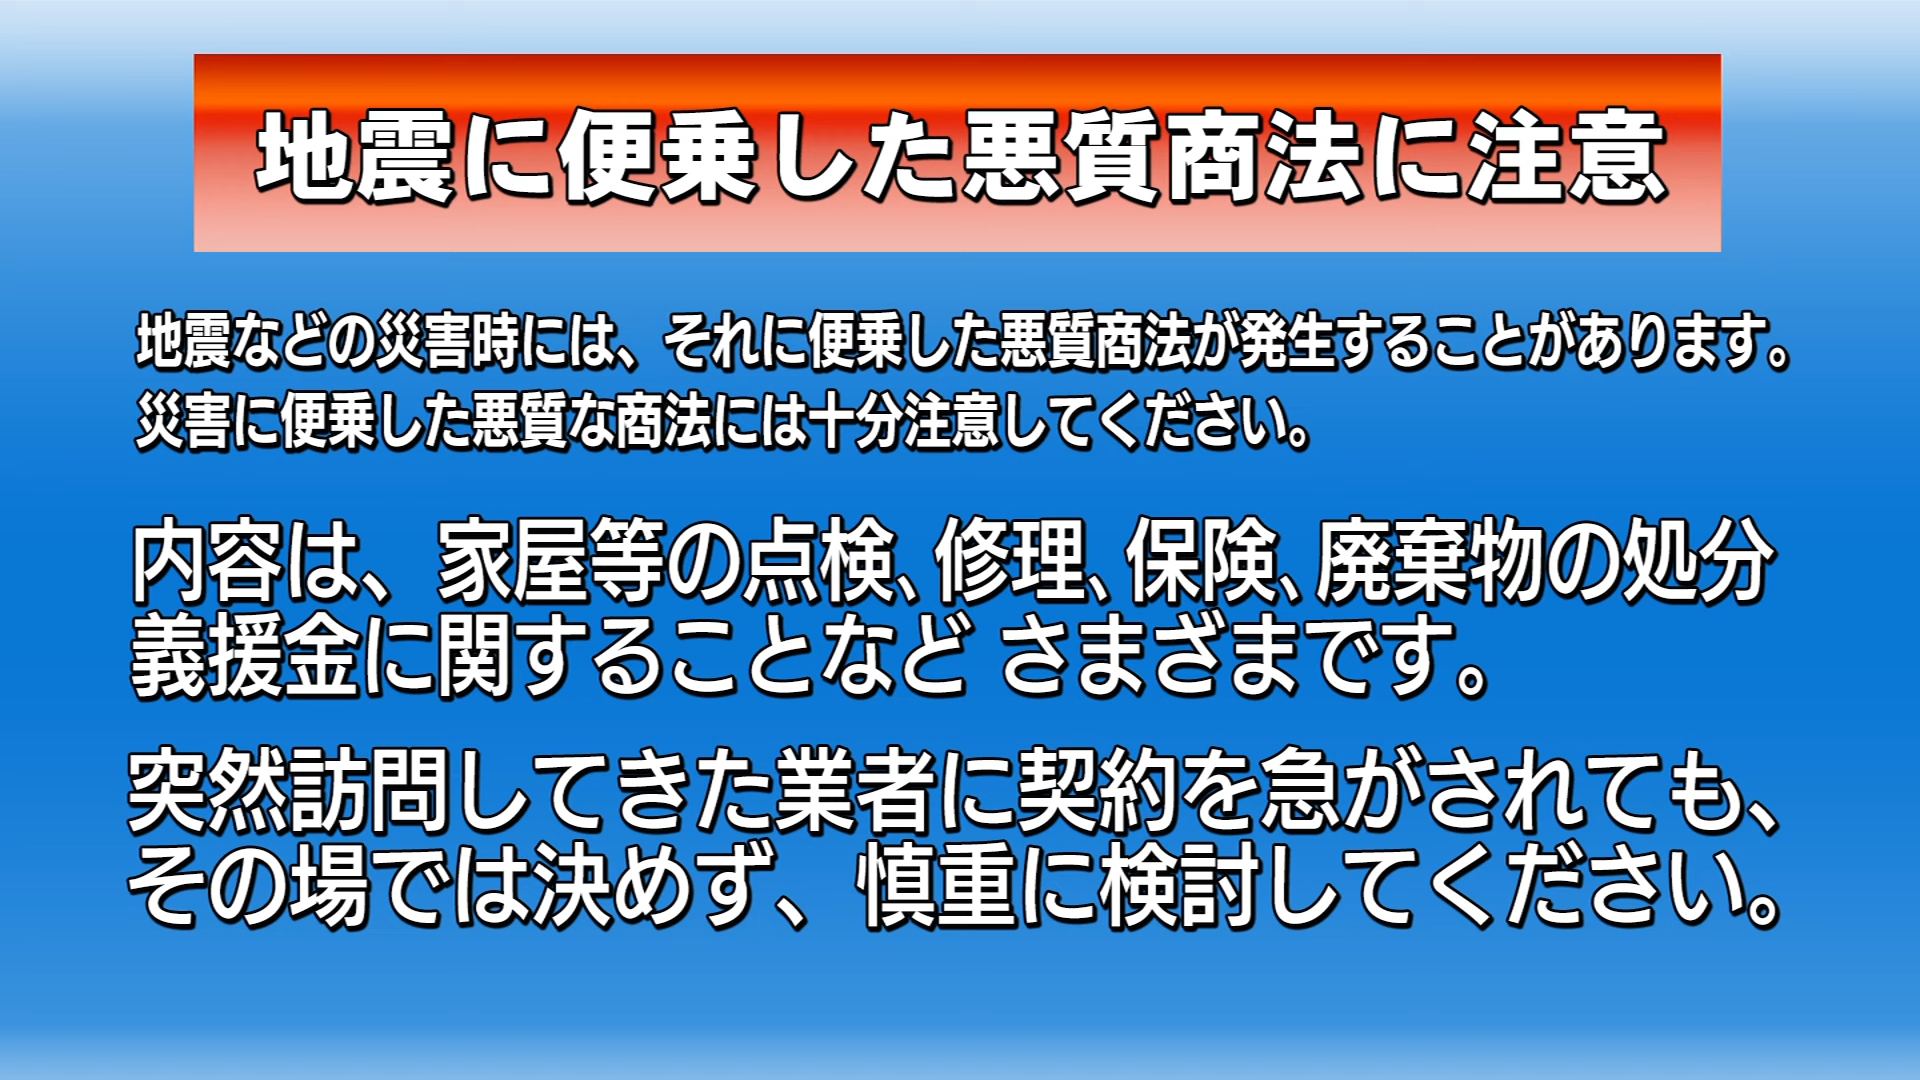 地震に便乗した悪質商法に注意
地震などの災害時には、それに便乗した悪質商法が発生することがあります。
災害に便乗した悪質な商法には十分注意してください。
内容は、家屋等の点検、修理、保険、廃棄物の処分
義援金に関することなど さまざまです。
突然訪問してきた業者に契約を急がされても、
その場では決めず、慎重に検討してください。